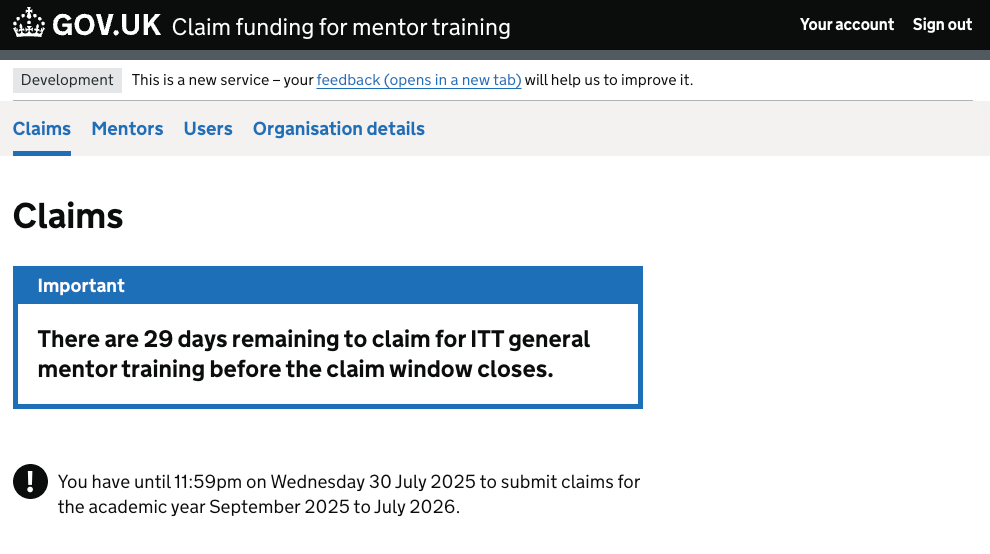 GOV.UK Claim funding for mentor training Your account Sign out
Development This is a new service – your feedback (opens in a new tab) will help us to improve it.
Claims Mentors Users Organisation details
Claims
Important
There are 29 days remaining to claim for ITT general
mentor training before the claim window closes.
! You have until 11:59pm on Wednesday 30 July 2025 to submit claims for
the academic year September 2025 to July 2026.